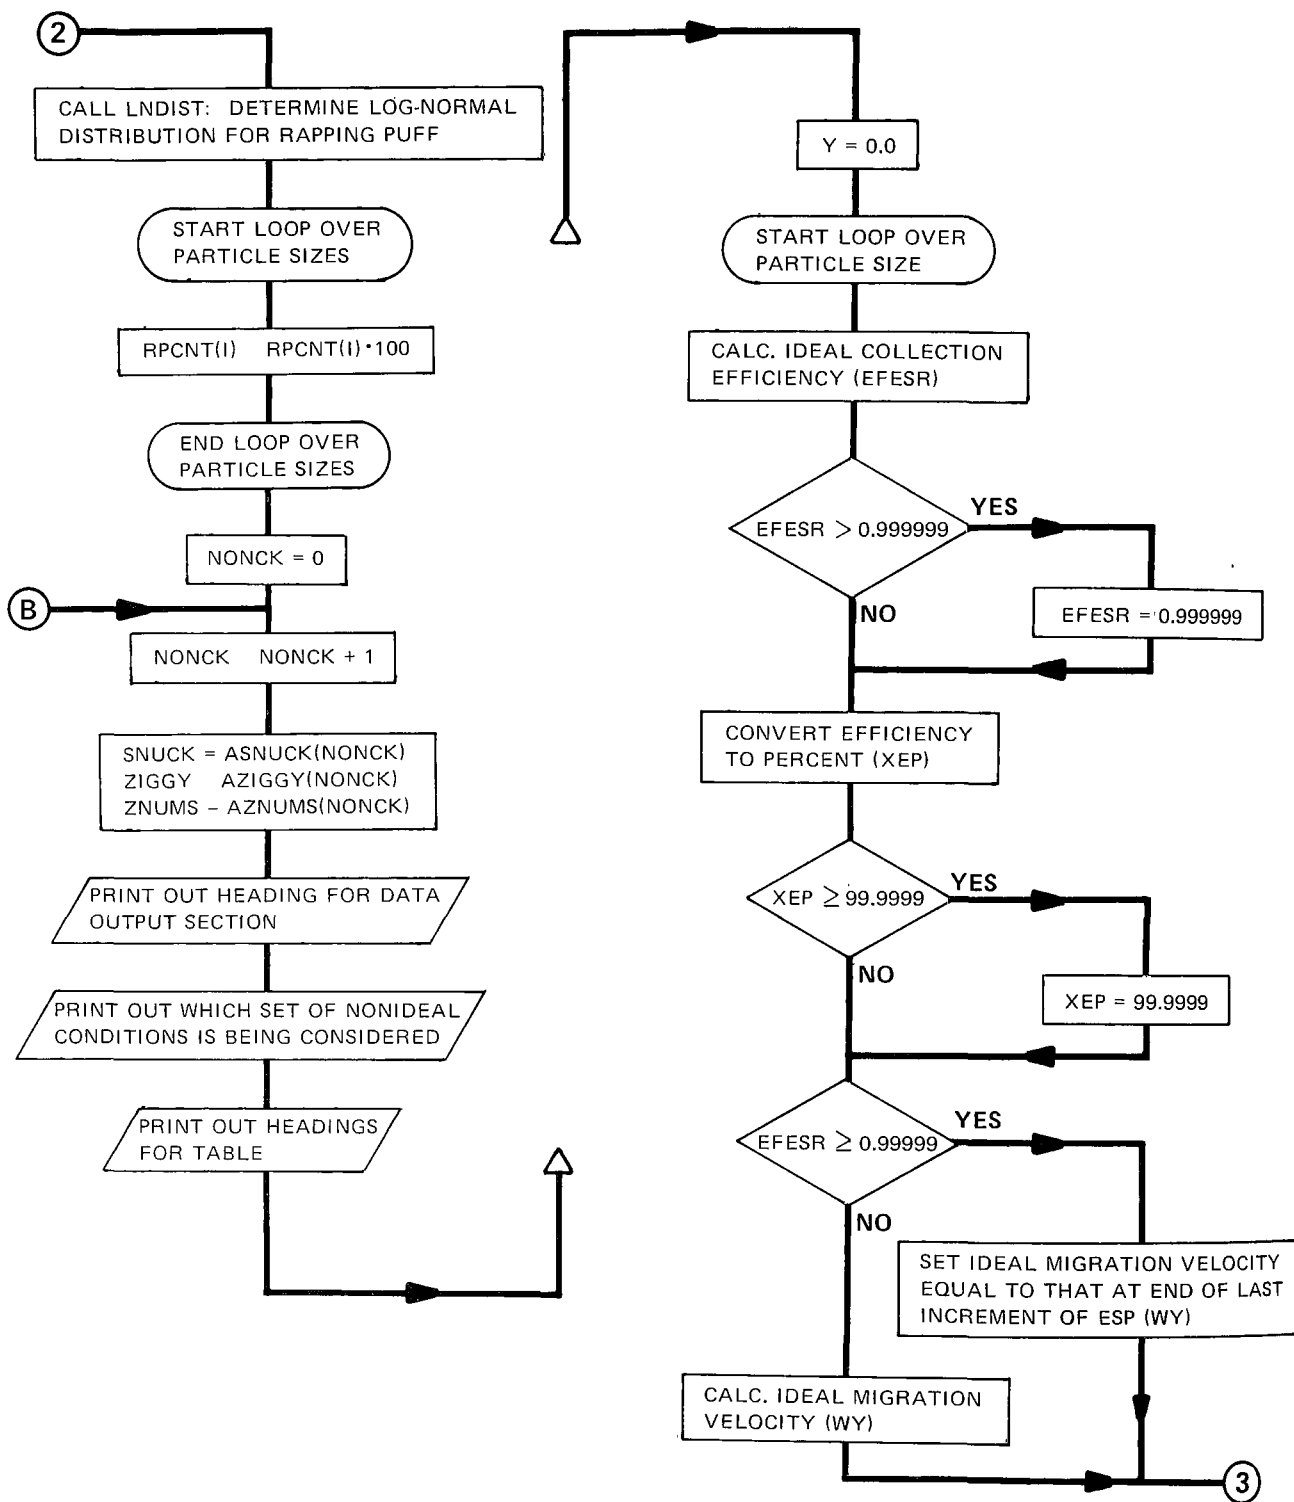 2
CALL LNDIST: DETERMINE LOG-NORMAL
DISTRIBUTION FOR RAPPING PUFF
START LOOP OVER
PARTICLE SIZES
RPCNT(I) RPCNT(I)•100
END LOOP OVER
PARTICLE SIZES
NONCK = 0
B
NONCK NONCK + 1
SNUCK = ASNUCK(NONCK)
ZIGGY AZIGGY(NONCK)
ZNUMS – AZNUMS(NONCK)
PRINT OUT HEADING FOR DATA
OUTPUT SECTION
PRINT OUT WHICH SET OF NONIDEAL
CONDITIONS IS BEING CONSIDERED
PRINT OUT HEADINGS
FOR TABLE
Y = 0.0
START LOOP OVER
PARTICLE SIZE
CALC. IDEAL COLLECTION
EFFICIENCY (EFESR)
EFESR > 0.999999
YES
NO
EFESR = 0.999999
CONVERT EFFICIENCY
TO PERCENT (XEP)
XEP ≥ 99.9999
YES
NO
XEP = 99.9999
EFESR ≥ 0.99999
YES
NO
SET IDEAL MIGRATION VELOCITY
EQUAL TO THAT AT END OF LAST
INCREMENT OF ESP (WY)
CALC. IDEAL MIGRATION
VELOCITY (WY)
3